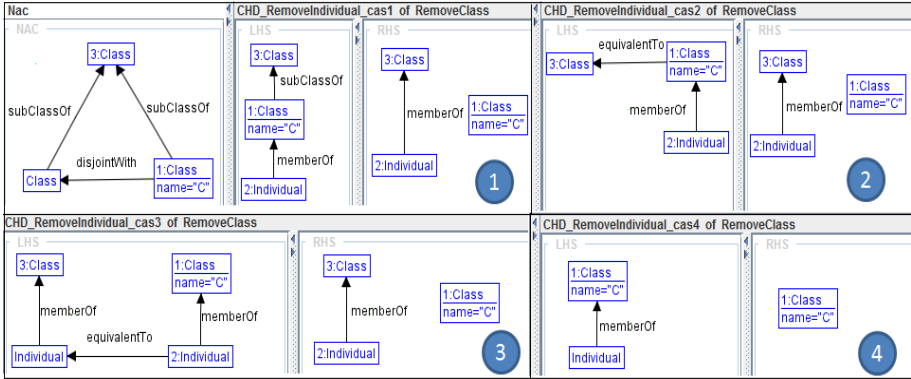 Nac
NAC
3:Class
subClassOf
subClassOf
disjointWith
Class
1:Class
name="C"
CHD_RemoveIndividual_cas1 of RemoveClass
LHS
3:Class
subClassOf
1:Class
name="C"
memberOf
2:Individual
RHS
3:Class
memberOf
1:Class
name="C"
2:Individual
1
CHD_RemoveIndividual_cas2 of RemoveClass
LHS
equivalentTo
3:Class
1:Class
name="C"
memberOf
2:Individual
RHS
3:Class
memberOf
1:Class
name="C"
2:Individual
2
CHD_RemoveIndividual_cas3 of RemoveClass
LHS
3:Class
1:Class
name="C"
memberOf
memberOf
equivalentTo
Individual
2:Individual
RHS
3:Class
1:Class
name="C"
memberOf
2:Individual
3
CHD_RemoveIndividual_cas4 of RemoveClass
LHS
1:Class
name="C"
memberOf
Individual
RHS
1:Class
name="C"
4